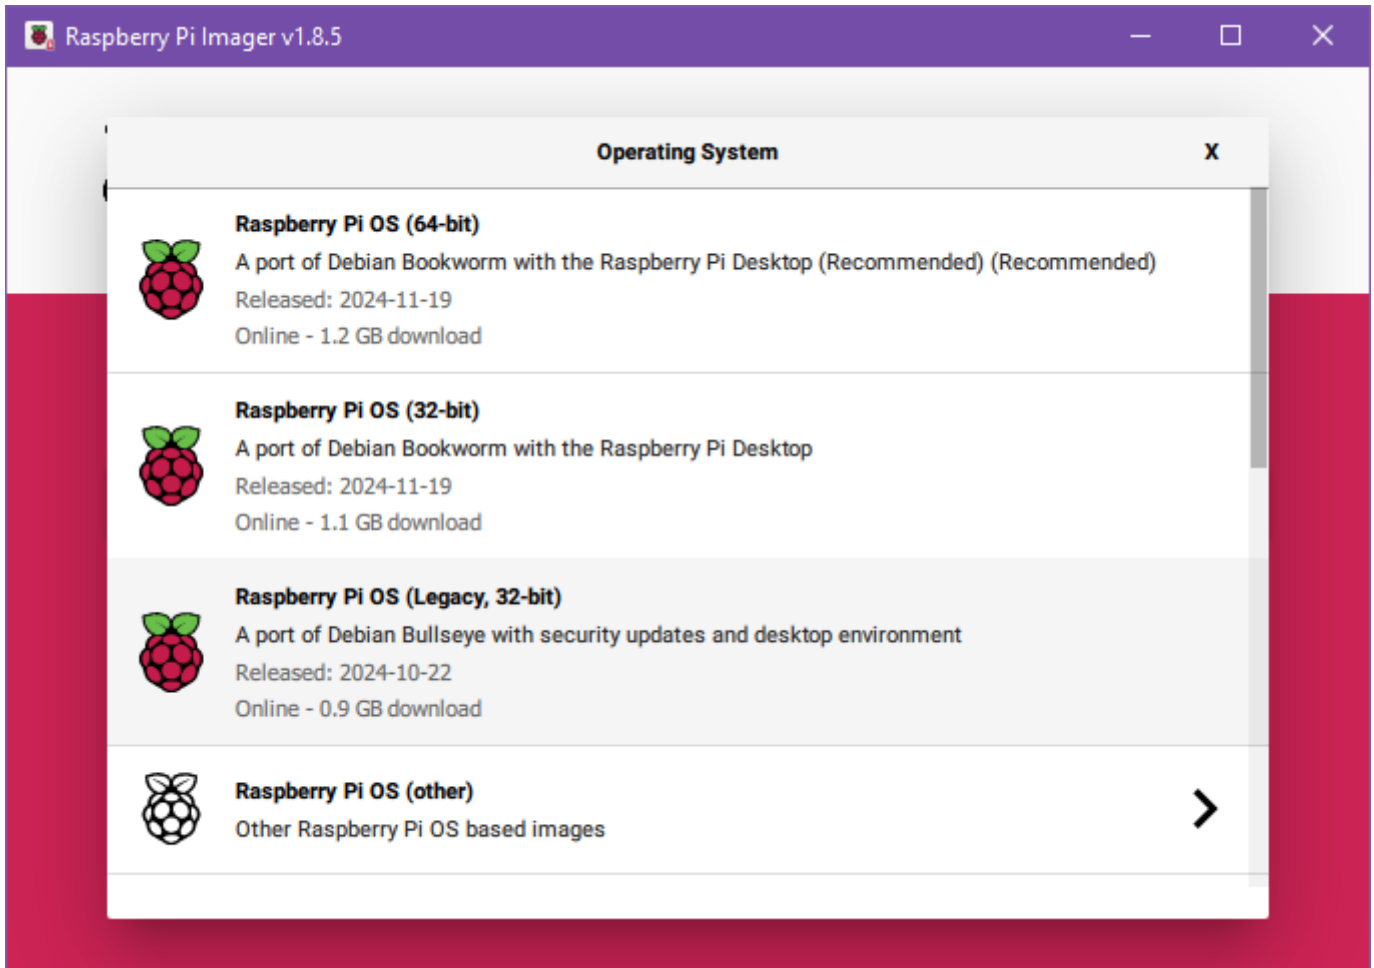 Raspberry Pi Imager v1.8.5
Operating System X
Raspberry Pi OS (64-bit)
A port of Debian Bookworm with the Raspberry Pi Desktop (Recommended) (Recommended)
Released: 2024-11-19
Online - 1.2 GB download
Raspberry Pi OS (32-bit)
A port of Debian Bookworm with the Raspberry Pi Desktop
Released: 2024-11-19
Online - 1.1 GB download
Raspberry Pi OS (Legacy, 32-bit)
A port of Debian Bullseye with security updates and desktop environment
Released: 2024-10-22
Online - 0.9 GB download
Raspberry Pi OS (other)
Other Raspberry Pi OS based images